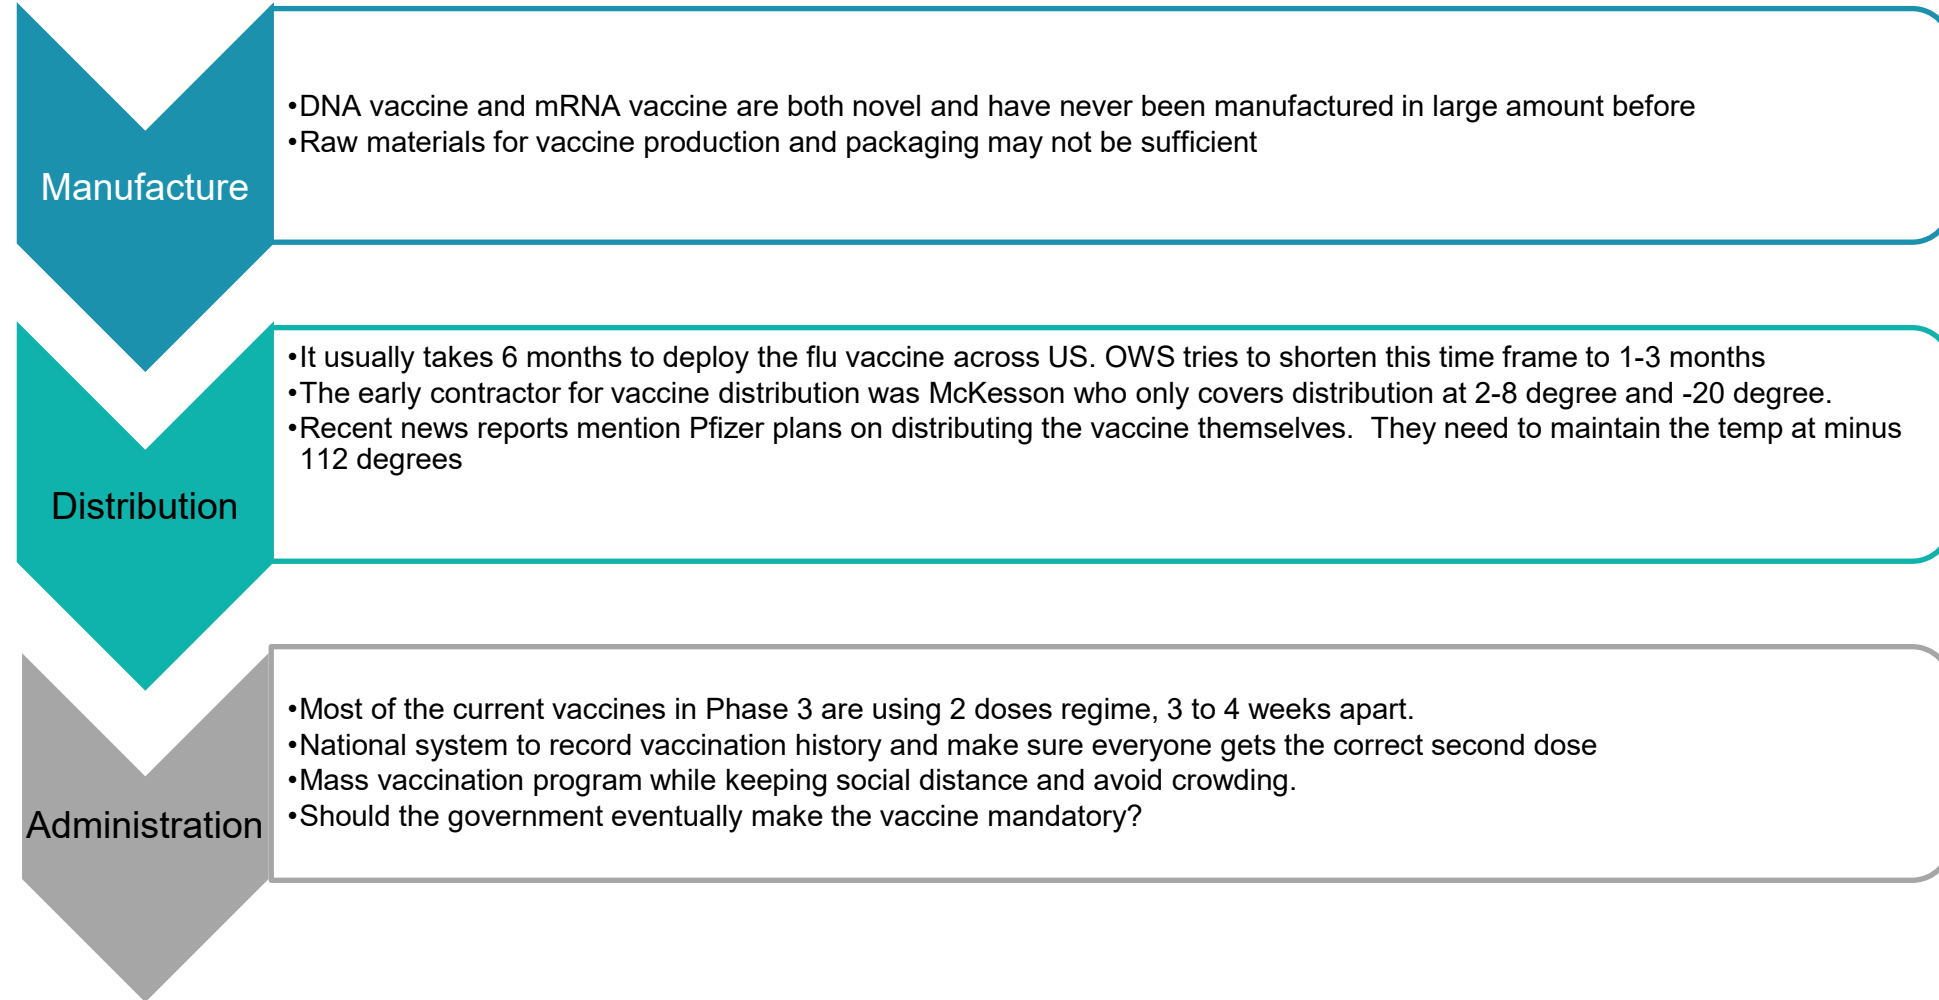 Manufacture
•DNA vaccine and mRNA vaccine are both novel and have never been manufactured in large amount before
•Raw materials for vaccine production and packaging may not be sufficient
Distribution
•It usually takes 6 months to deploy the flu vaccine across US. OWS tries to shorten this time frame to 1-3 months
•The early contractor for vaccine distribution was McKesson who only covers distribution at 2-8 degree and -20 degree.
•Recent news reports mention Pfizer plans on distributing the vaccine themselves.  They need to maintain the temp at minus
112 degrees
Administration
•Most of the current vaccines in Phase 3 are using 2 doses regime, 3 to 4 weeks apart.
•National system to record vaccination history and make sure everyone gets the correct second dose
•Mass vaccination program while keeping social distance and avoid crowding.
•Should the government eventually make the vaccine mandatory?